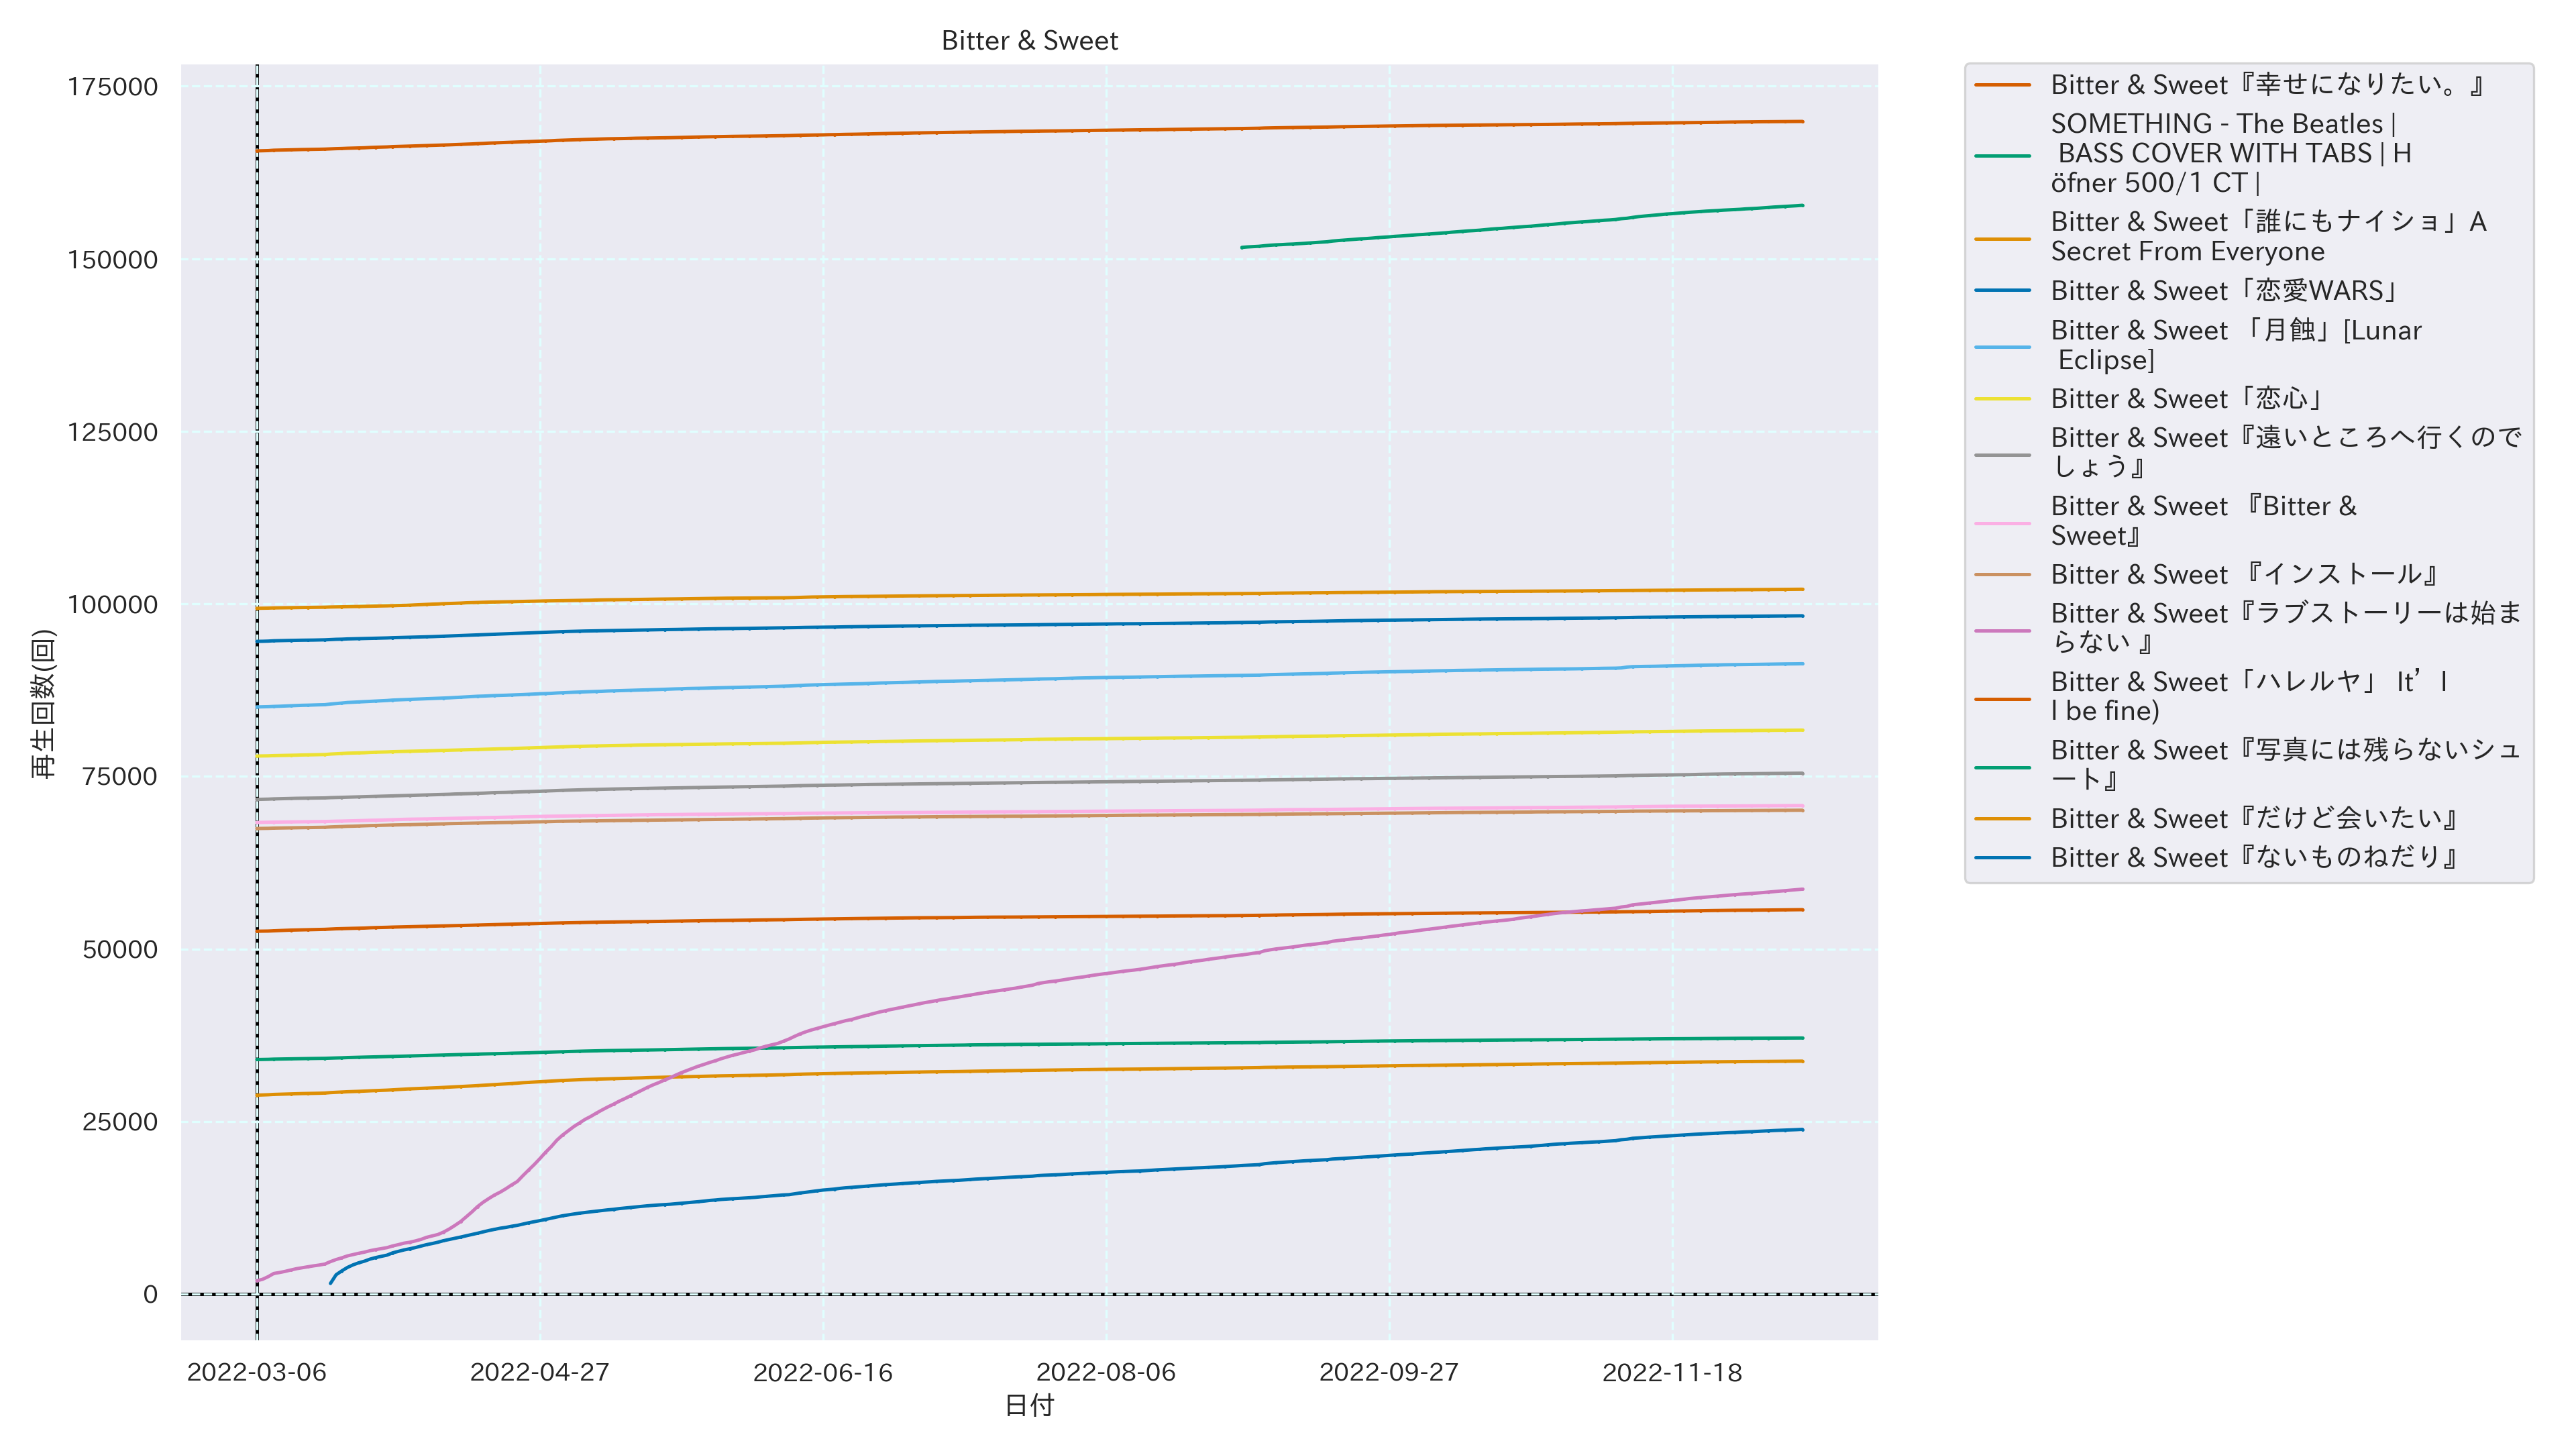 Bitter & Sweet
175000
150000
125000
100000
75000
50000
25000
0
再生回数(回)
2022-03-06
2022-04-27
2022-06-16
2022-08-06
2022-09-27
2022-11-18
日付
Bitter & Sweet『幸せになりたい。』
SOMETHING - The Beatles |
BASS COVER WITH TABS | H
öfner 500/1 CT |
Bitter & Sweet「誰にもナイショ」A
Secret From Everyone
Bitter & Sweet「恋愛WARS」
Bitter & Sweet 「月蝕」[Lunar
Eclipse]
Bitter & Sweet「恋心」
Bitter & Sweet『遠いところへ行くので
しょう』
Bitter & Sweet 『Bitter &
Sweet』
Bitter & Sweet 『インストール』
Bitter & Sweet『ラブストーリーは始ま
らない 』
Bitter & Sweet「ハレルヤ」 It’l
l be fine)
Bitter & Sweet『写真には残らないシュ
ート』
Bitter & Sweet『だけど会いたい』
Bitter & Sweet『ないものねだり』